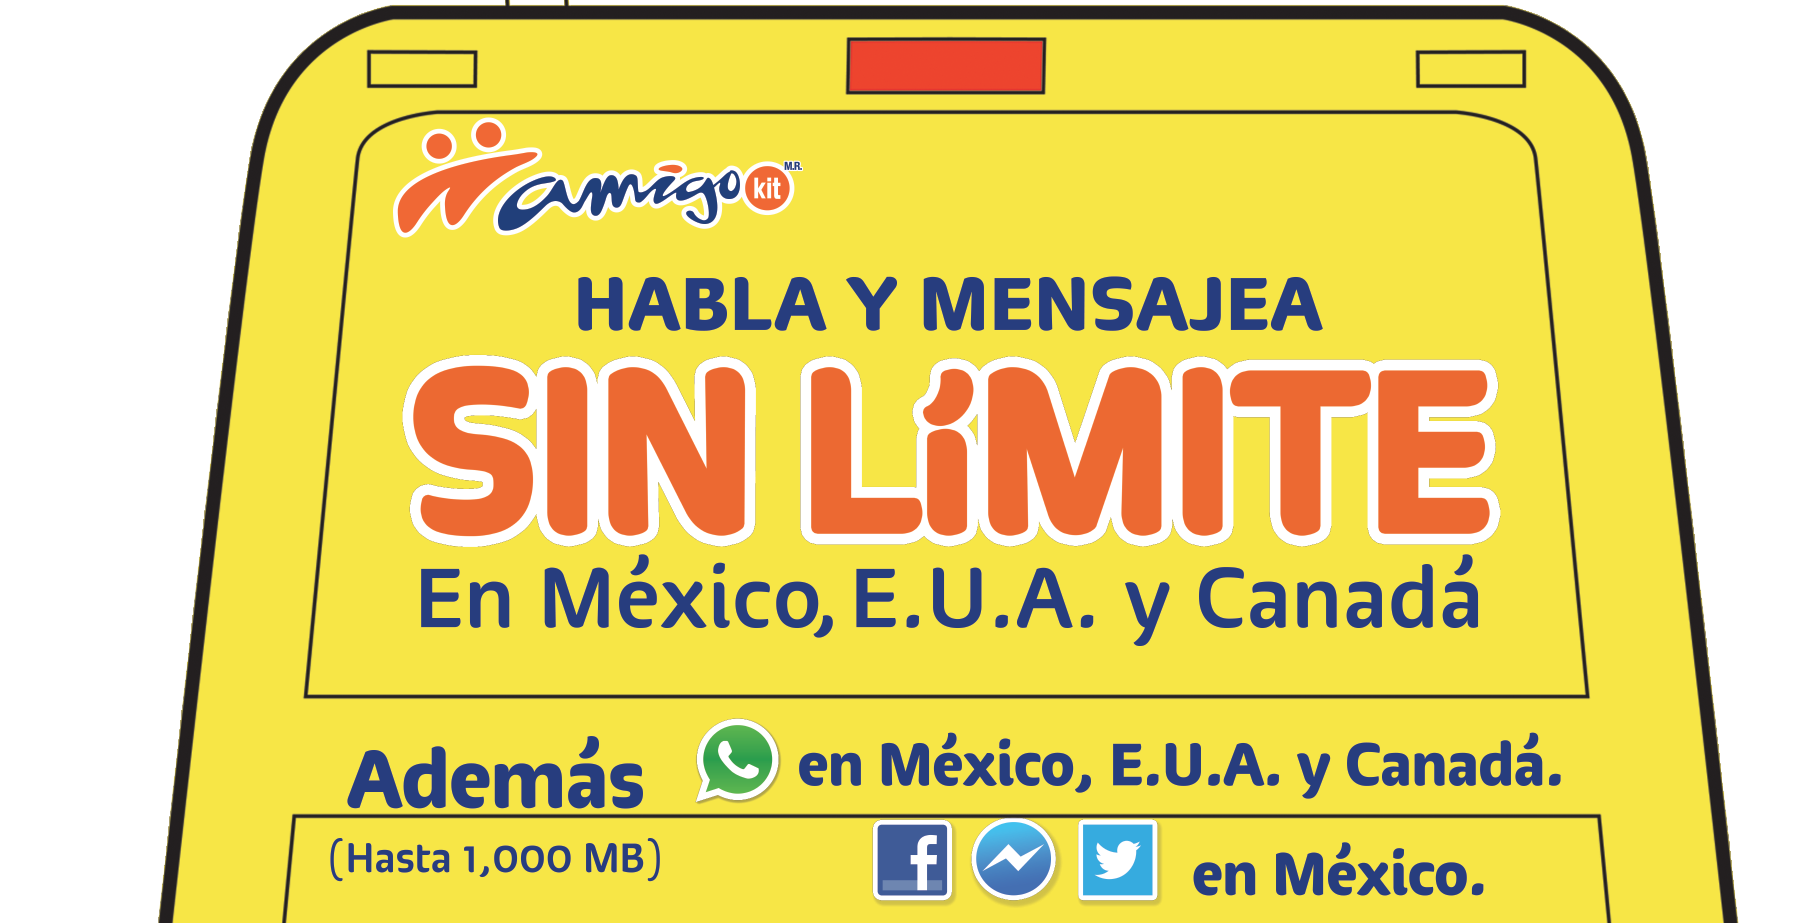 amigo kit M.R.
HABLA Y MENSAJEA
SIN LíMITE
En México, E.U.A. y Canadá
Además en México, E.U.A. y Canadá.
(Hasta 1,000 MB) f en México.